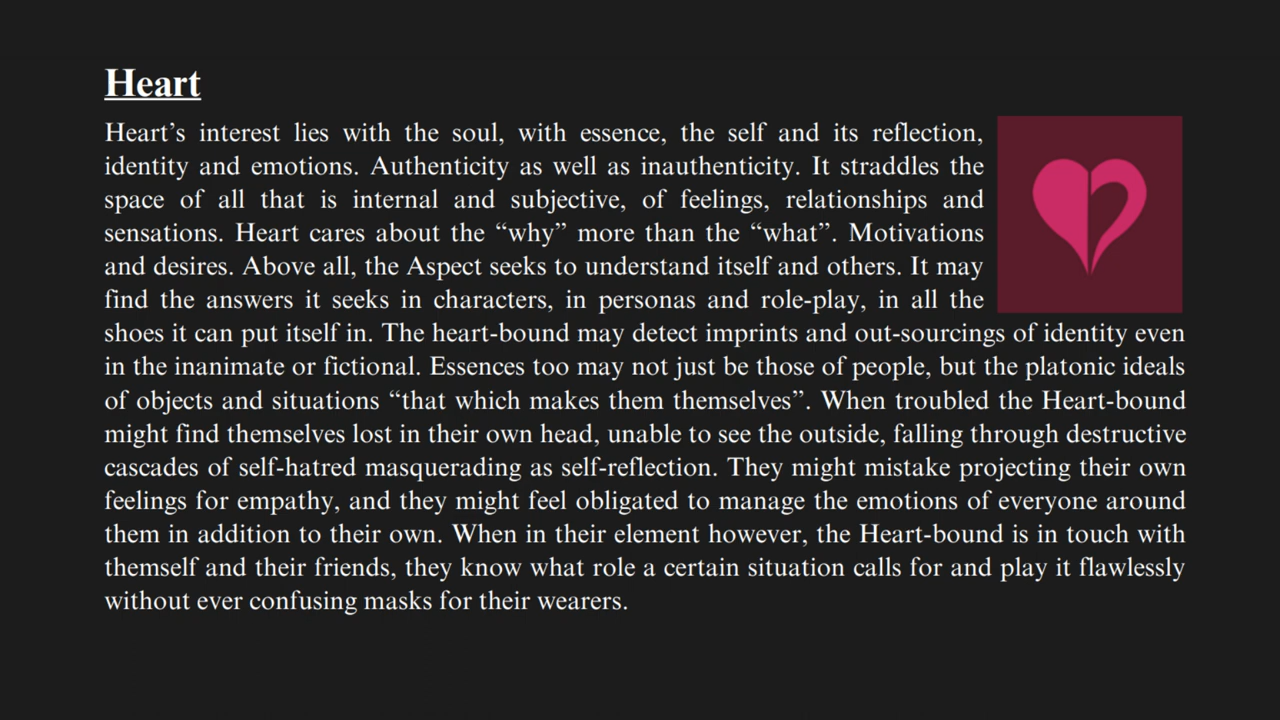 Heart
Heart’s interest lies with the soul, with essence, the self and its reflection,
identity and emotions. Authenticity as well as inauthenticity. It straddles the
space of all that is internal and subjective, of feelings, relationships and
sensations. Heart cares about the “why” more than the “what”. Motivations
and desires. Above all, the Aspect seeks to understand itself and others. It may
find the answers it seeks in characters, in personas and role-play, in all the
shoes it can put itself in. The heart-bound may detect imprints and out-sourcings of identity even
in the inanimate or fictional. Essences too may not just be those of people, but the platonic ideals
of objects and situations “that which makes them themselves”. When troubled the Heart-bound
might find themselves lost in their own head, unable to see the outside, falling through destructive
cascades of self-hatred masquerading as self-reflection. They might mistake projecting their own
feelings for empathy, and they might feel obligated to manage the emotions of everyone around
them in addition to their own. When in their element however, the Heart-bound is in touch with
themself and their friends, they know what role a certain situation calls for and play it flawlessly
without ever confusing masks for their wearers.